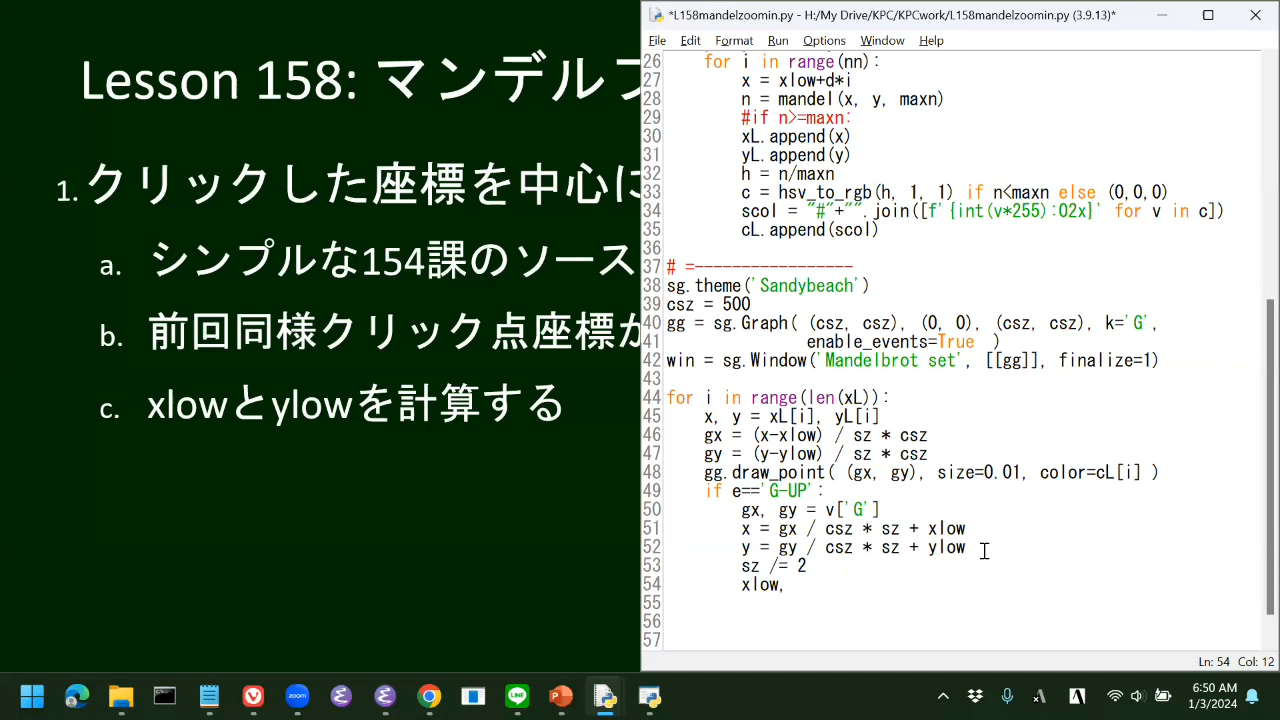 Lesson 158: マンデルブ
1. クリックした座標を中心に
a. シンプルな154課のソース
b. 前回同様クリック点座標か
c. xlowとylowを計算する
*L158mandelzoomin.py - H:/My Drive/KPC/KPCwork/L158mandelzoomin.py (3.9.13)*
File Edit Format Run Options Window Help
26 for i in range(nn):
27 x = xlow+d*i
28 n = mandel(x, y, maxn)
29 #if n>=maxn:
30 xL.append(x)
31 yL.append(y)
32 h = n/maxn
33 c = hsv_to_rgb(h, 1, 1) if n<maxn else (0,0,0)
34 scol = "#"+"".join([f'{int(v*255):02x}' for v in c])
35 cL.append(scol)
36
37 # =-----------------
38 sg.theme('Sandybeach')
39 csz = 500
40 gg = sg.Graph( (csz, csz), (0, 0), (csz, csz), k='G',
41 enable_events=True )
42 win = sg.Window('Mandelbrot set', [[gg]], finalize=1)
43
44 for i in range(len(xL)):
45 x, y = xL[i], yL[i]
46 gx = (x-xlow) / sz * csz
47 gy = (y-ylow) / sz * csz
48 gg.draw_point( (gx, gy), size=0.01, color=cL[i] )
49 if e=='G-UP':
50 gx, gy = v['G']
51 x = gx / csz * sz + xlow
52 y = gy / csz * sz + ylow
53 sz /= 2
54 xlow,
55
56
57
Ln: 54 Col: 12
zoom
LINE
A
6:50 AM
1/3/2024